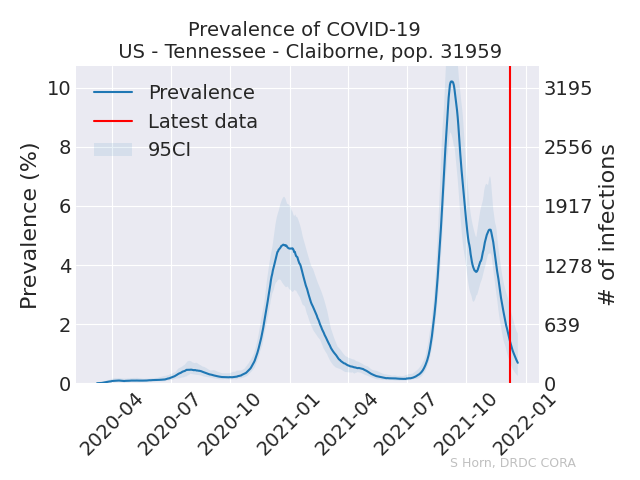 Prevalence of COVID-19
US - Tennessee - Claiborne, pop. 31959
Prevalence
Latest data
95CI
Prevalence (%)
10
8
6
4
2
0
3195
2556
1917
1278
639
0
# of infections
2020-04
2020-07
2020-10
2021-01
2021-04
2021-07
2021-10
2022-01
S Horn, DRDC CORA